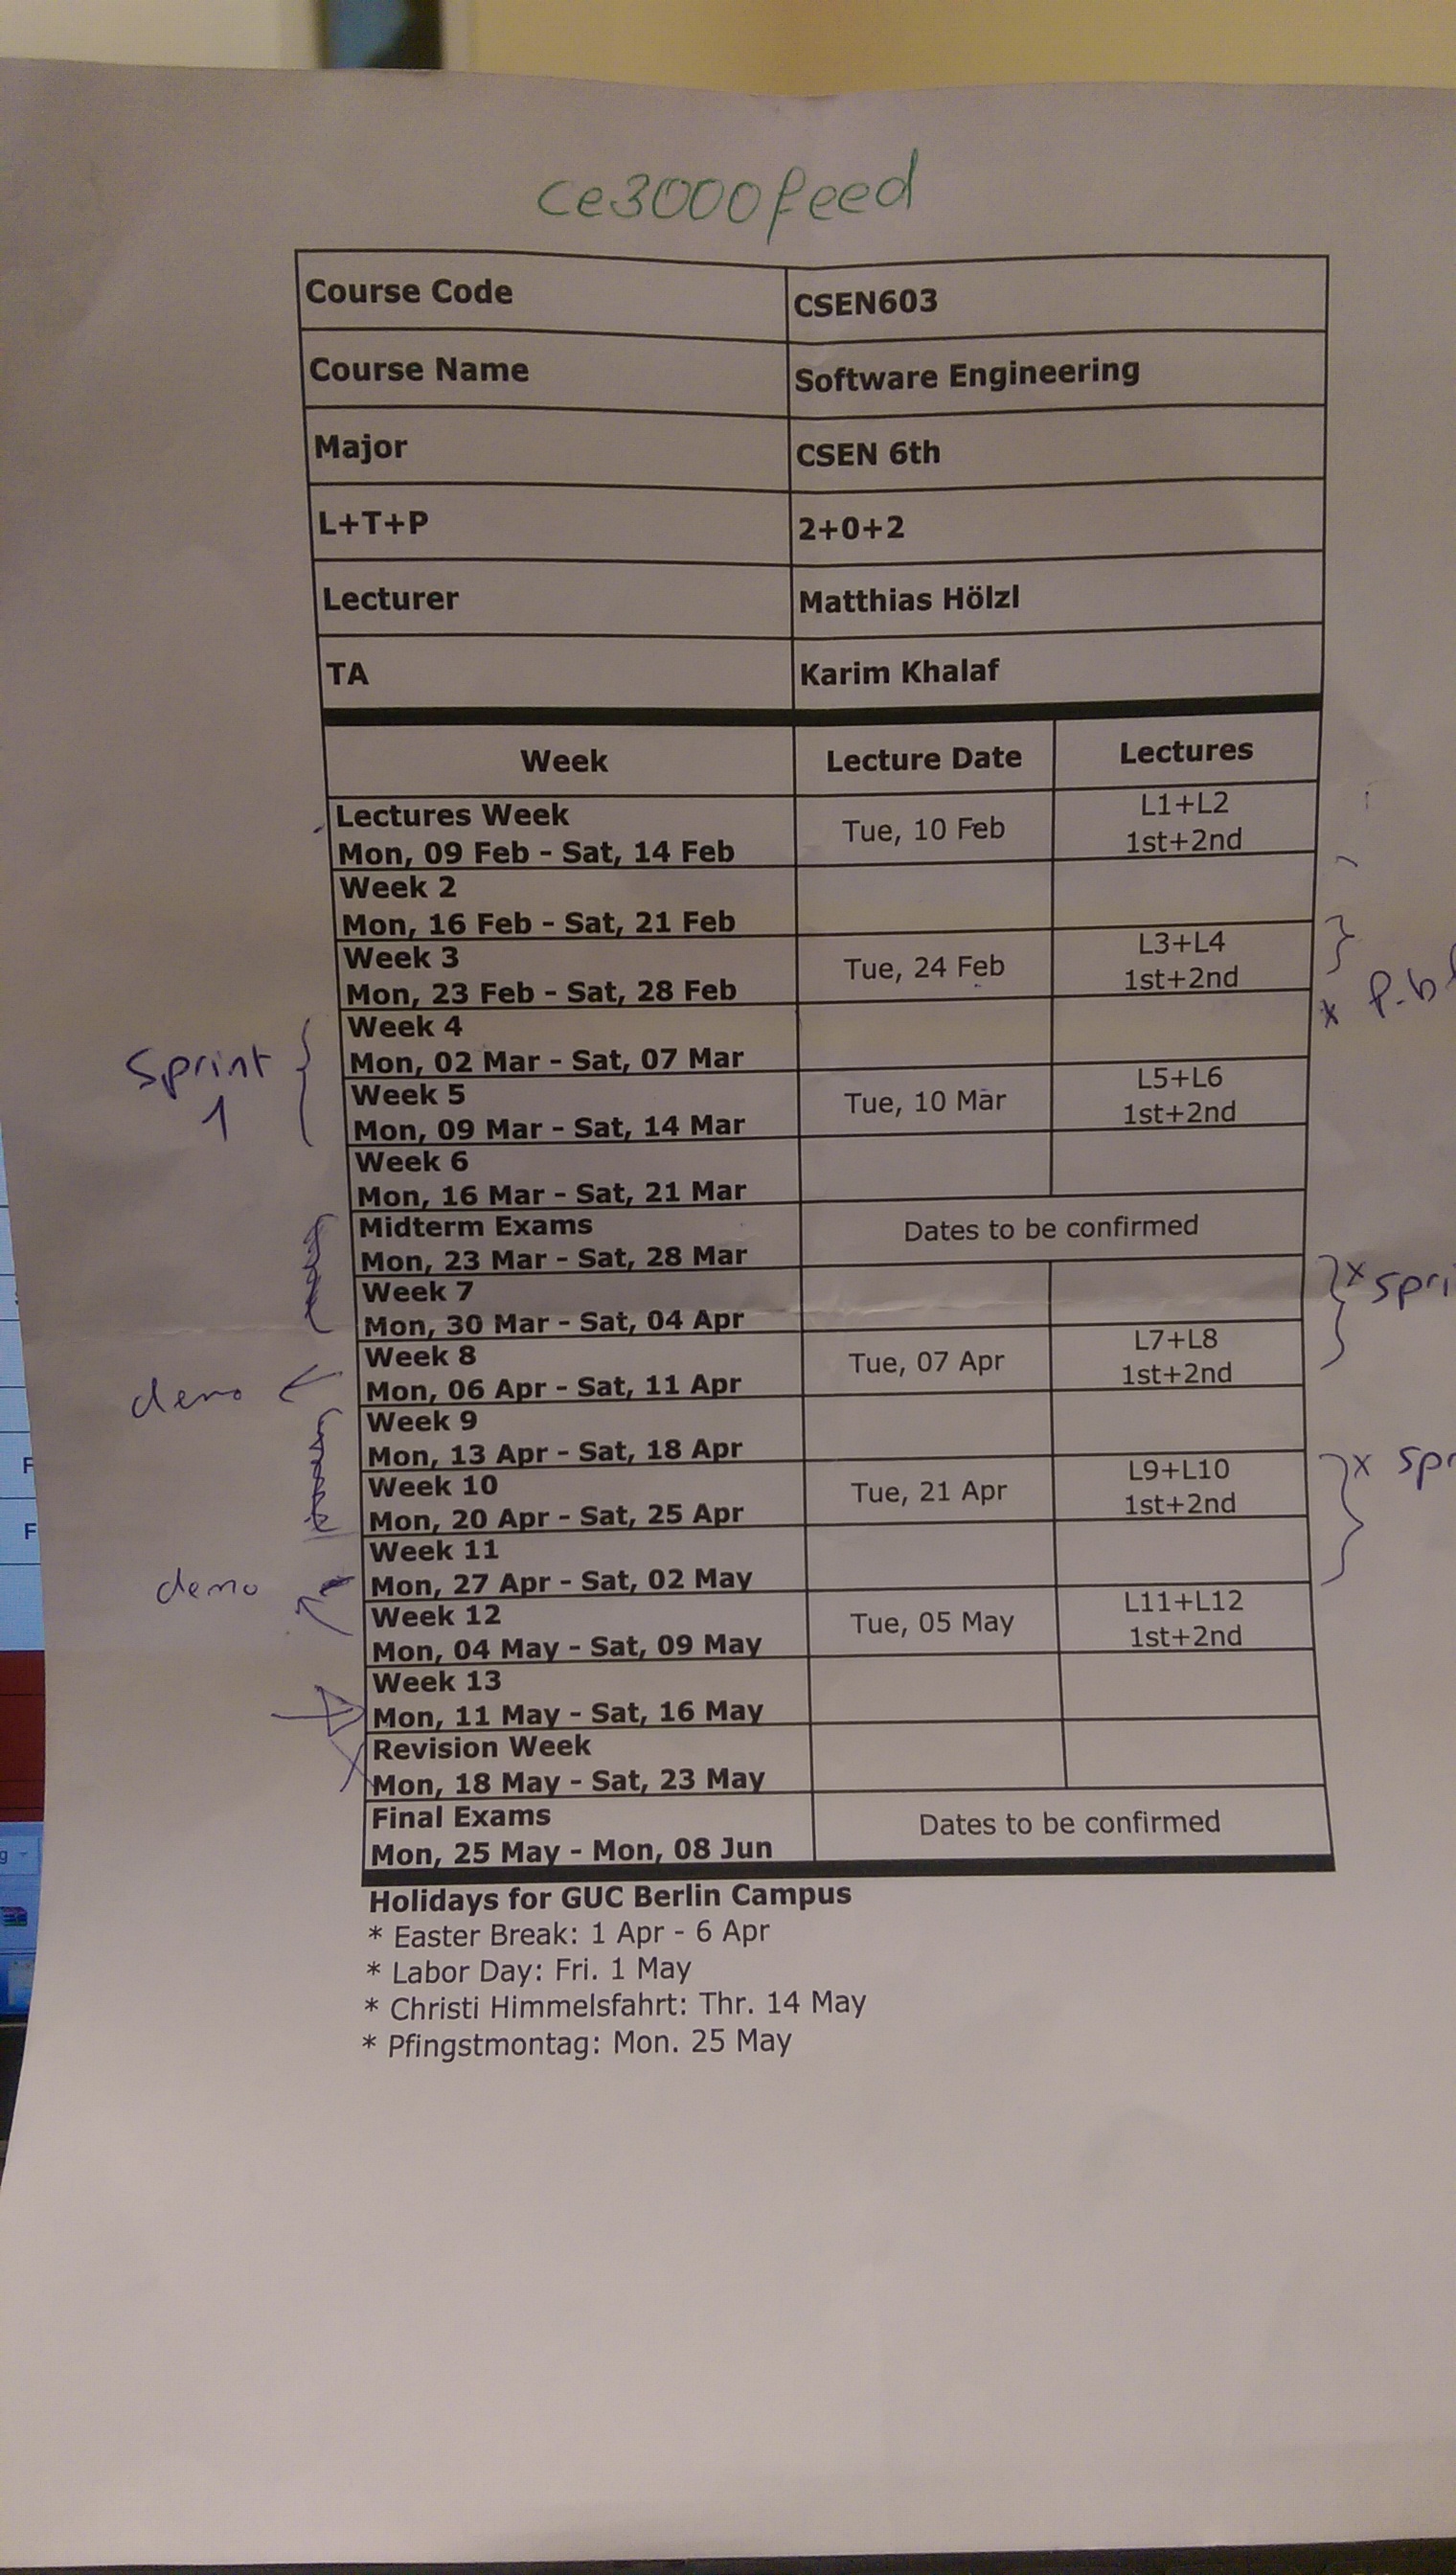 ce3000feed
Course Code CSEN603
Course Name Software Engineering
Major CSEN 6th
L+T+P 2+0+2
Lecturer Matthias Hölzl
TA Karim Khalaf
Week Lecture Date Lectures
Lectures Week
Mon, 09 Feb - Sat, 14 Feb
Tue, 10 Feb
L1+L2
1st+2nd
Week 2
Mon, 16 Feb - Sat, 21 Feb
Week 3
Mon, 23 Feb - Sat, 28 Feb
Tue, 24 Feb
L3+L4
1st+2nd
Week 4
Mon, 02 Mar - Sat, 07 Mar
Sprint
1
Week 5
Mon, 09 Mar - Sat, 14 Mar
Tue, 10 Mar
L5+L6
1st+2nd
Week 6
Mon, 16 Mar - Sat, 21 Mar
Midterm Exams
Mon, 23 Mar - Sat, 28 Mar
Dates to be confirmed
Week 7
Mon, 30 Mar - Sat, 04 Apr
x spri
Week 8
Mon, 06 Apr - Sat, 11 Apr
Tue, 07 Apr
L7+L8
1st+2nd
demo
Week 9
Mon, 13 Apr - Sat, 18 Apr
Week 10
Mon, 20 Apr - Sat, 25 Apr
Tue, 21 Apr
L9+L10
1st+2nd
x spr
Week 11
Mon, 27 Apr - Sat, 02 May
demo
Week 12
Mon, 04 May - Sat, 09 May
Tue, 05 May
L11+L12
1st+2nd
Week 13
Mon, 11 May - Sat, 16 May
Revision Week
Mon, 18 May - Sat, 23 May
Final Exams
Mon, 25 May - Mon, 08 Jun
Dates to be confirmed
Holidays for GUC Berlin Campus
* Easter Break: 1 Apr - 6 Apr
* Labor Day: Fri. 1 May
* Christi Himmelsfahrt: Thr. 14 May
* Pfingstmontag: Mon. 25 May